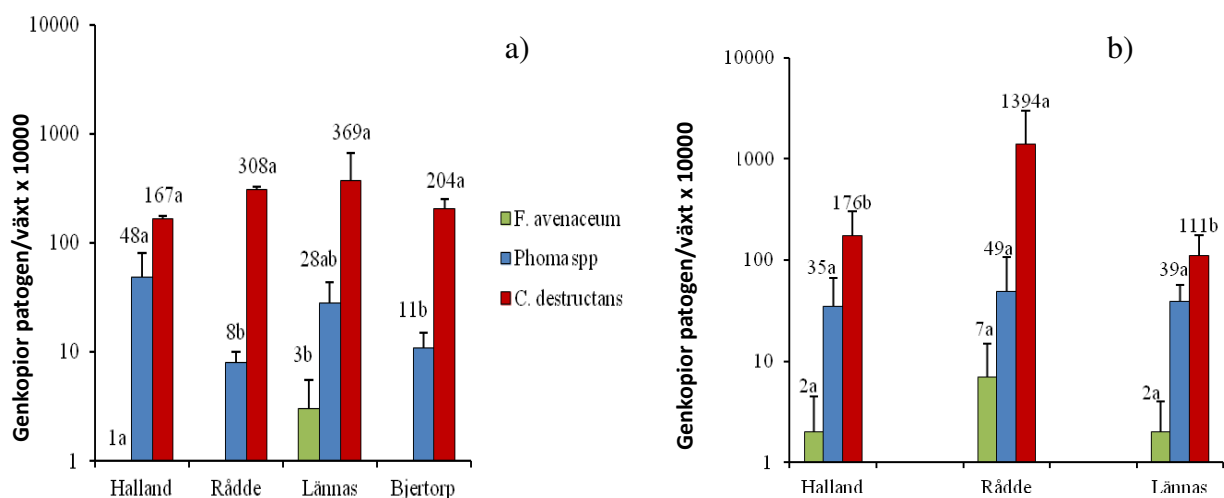 a)
Genkopior patogen/växt x 10000
10000
1000
100
10
1
1a
48a
167a
8b
308a
3b
28ab
369a
11b
204a
Halland
Rådde
Lännas
Bjertorp
F. avenaceum
Phoma spp
C. destructans
b)
Genkopior patogen/växt x 10000
10000
1000
100
10
1
2a
35a
176b
7a
49a
1394a
2a
39a
111b
Halland
Rådde
Lännas